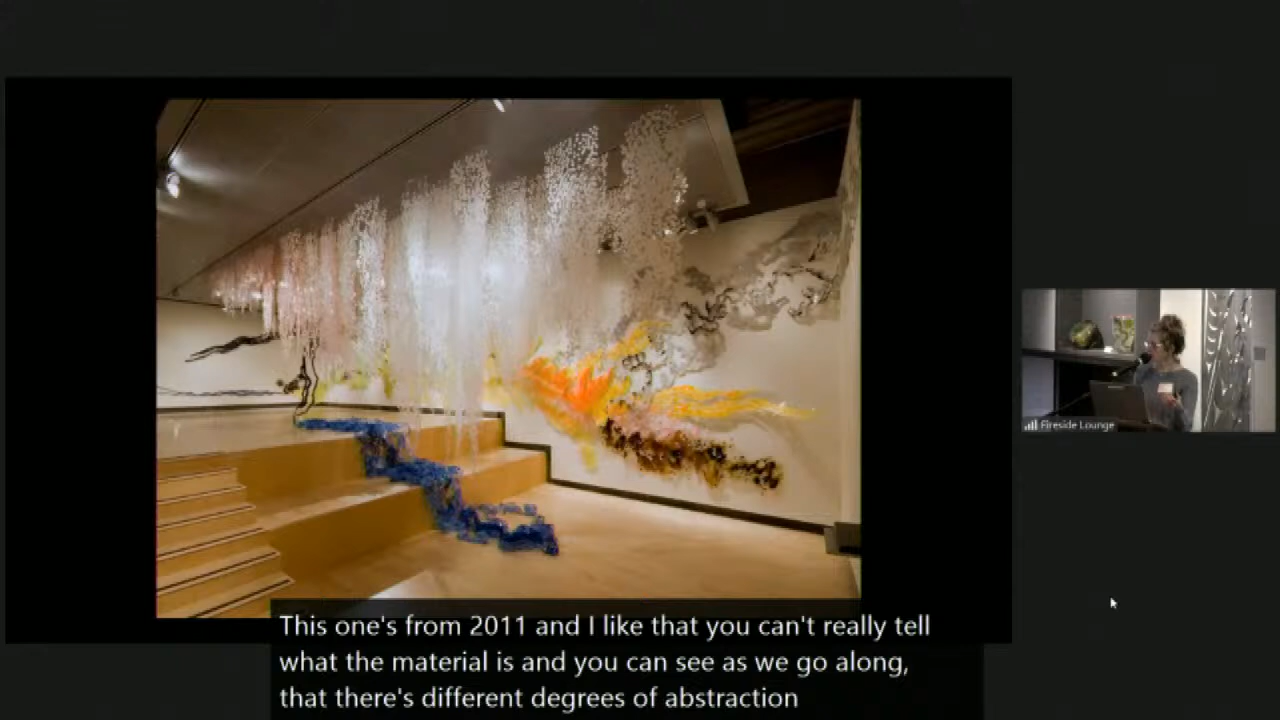 Fireside Lounge
This one's from 2011 and I like that you can't really tell
what the material is and you can see as we go along,
that there's different degrees of abstraction